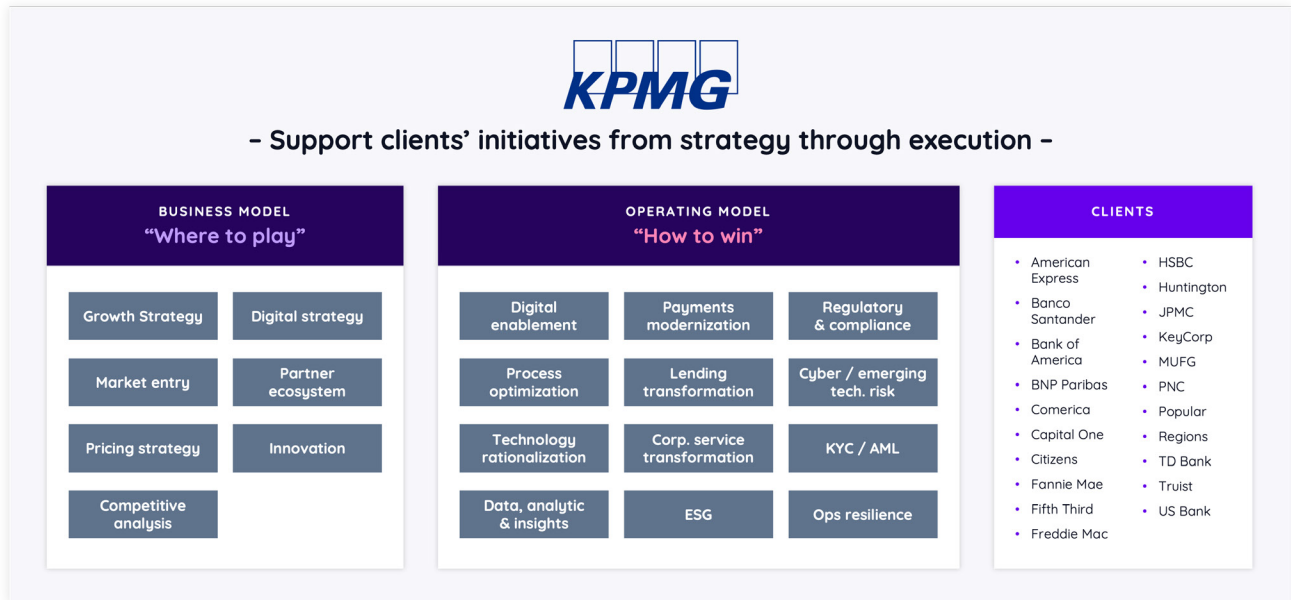 KPMG
– Support clients’ initiatives from strategy through execution –
BUSINESS MODEL
“Where to play”
Growth Strategy
Digital strategy
Market entry
Partner
ecosystem
Pricing strategy
Innovation
Competitive
analysis
OPERATING MODEL
“How to win”
Digital
enablement
Payments
modernization
Regulatory
& compliance
Process
optimization
Lending
transformation
Cyber / emerging
tech. risk
Technology
rationalization
Corp. service
transformation
KYC / AML
Data, analytic
& insights
ESG
Ops resilience
CLIENTS
• American
Express
• Banco
Santander
• Bank of
America
• BNP Paribas
• Comerica
• Capital One
• Citizens
• Fannie Mae
• Fifth Third
• Freddie Mac
• HSBC
• Huntington
• JPMC
• KeyCorp
• MUFG
• PNC
• Popular
• Regions
• TD Bank
• Truist
• US Bank